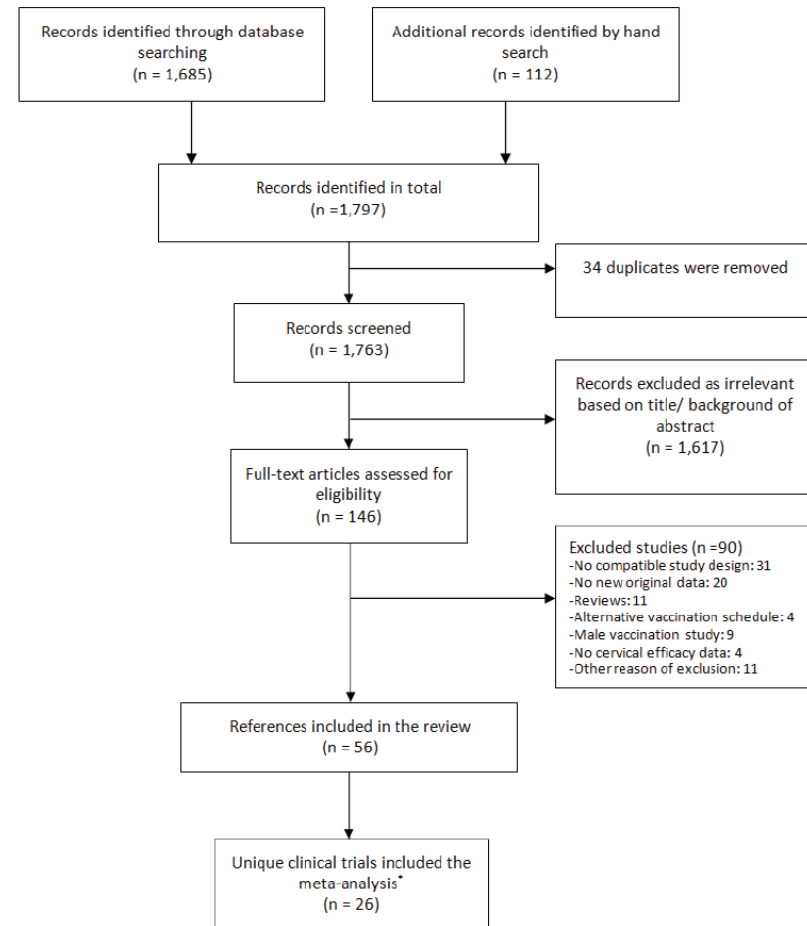 Records identified through database
searching
(n = 1,685)
Additional records identified by hand
search
(n = 112)
Records identified in total
(n =1,797)
34 duplicates were removed
Records screened
(n = 1,763)
Records excluded as irrelevant
based on title/ background of
abstract
(n = 1,617)
Full-text articles assessed for
eligibility
(n = 146)
Excluded studies (n =90)
-No compatible study design: 31
-No new original data: 20
-Reviews: 11
-Alternative vaccination schedule: 4
-Male vaccination study: 9
-No cervical efficacy data: 4
-Other reason of exclusion: 11
References included in the review
(n = 56)
Unique clinical trials included the
meta-analysis*
(n = 26)